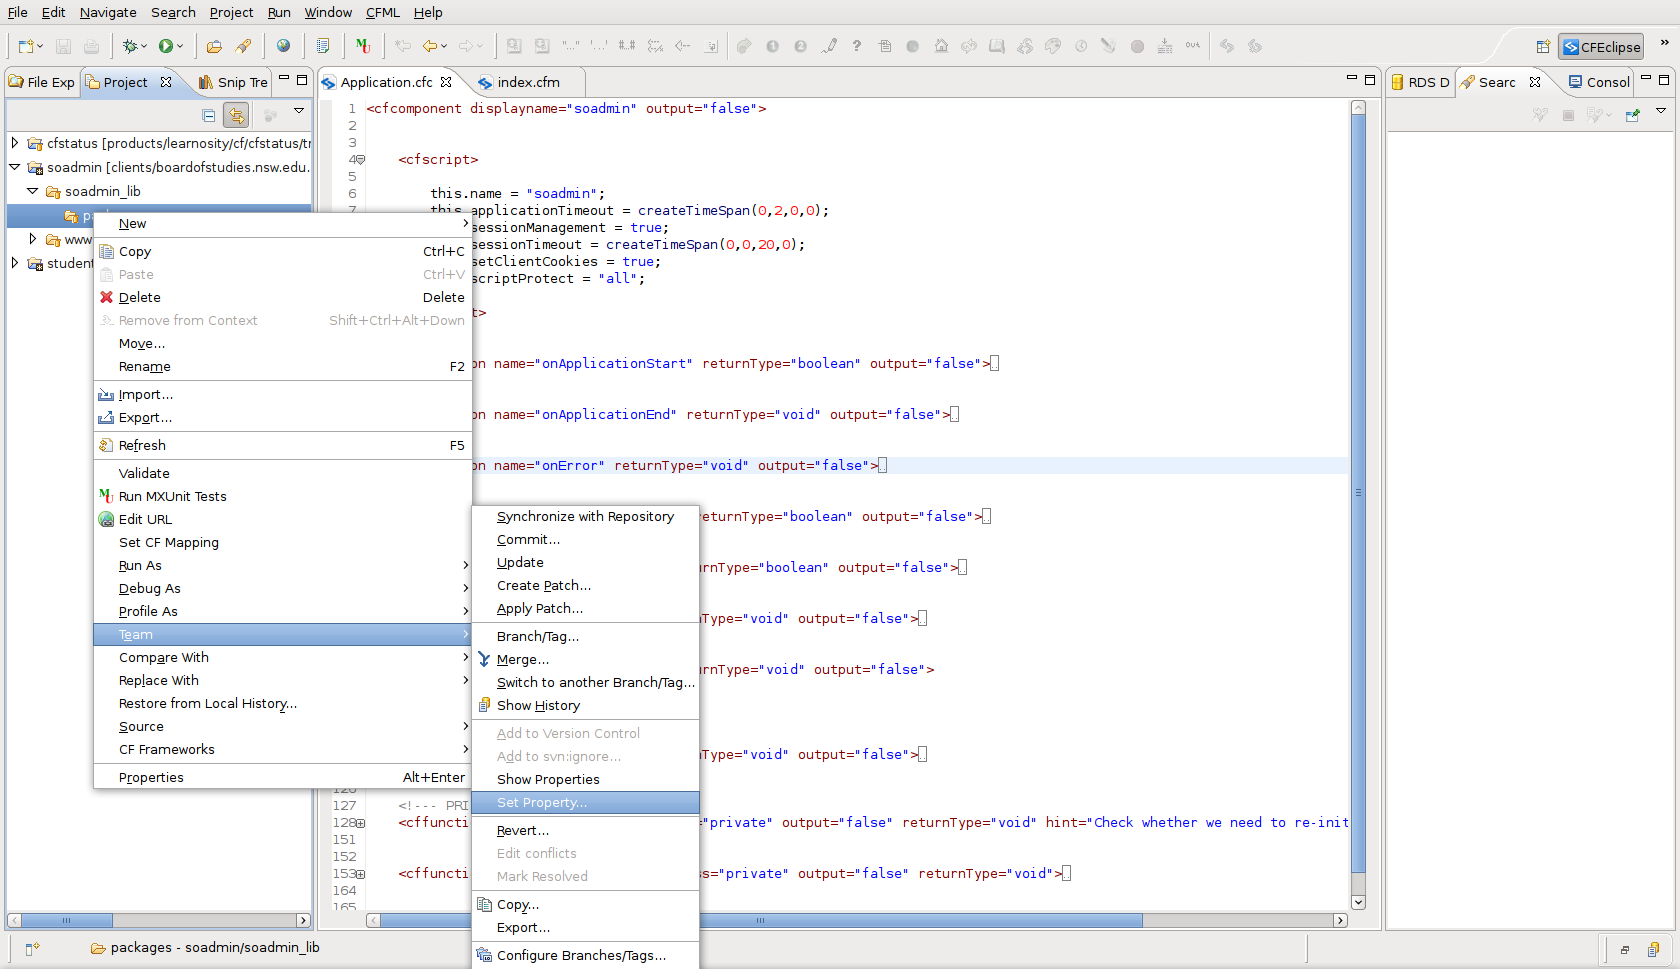 File Edit Navigate Search Project Run Window CFML Help
CFEclipse
File Exp
Project
Snip Tre
Application.cfc
index.cfm
RDS D
Searc
Consol
cfstatus [products/learnosity/cf/cfstatus/tr
soadmin [clients/boardofstudies.nsw.edu.
soadmin_lib
www
student
New
Copy Ctrl+C
Paste Ctrl+V
Delete Delete
Remove from Context Shift+Ctrl+Alt+Down
Move...
Rename F2
Import...
Export...
Refresh F5
Validate
Run MXUnit Tests
Edit URL
Set CF Mapping
Run As
Debug As
Profile As
Team
Compare With
Replace With
Restore from Local History...
Source
CF Frameworks
Properties Alt+Enter
Synchronize with Repository
Commit...
Update
Create Patch...
Apply Patch...
Branch/Tag...
Merge...
Switch to another Branch/Tag...
Show History
Add to Version Control
Add to svn:ignore...
Show Properties
Set Property...
Revert...
Edit conflicts
Mark Resolved
Copy...
Export...
Configure Branches/Tags...
1 <cfcomponent displayname="soadmin" output="false">
2
3
4 <cfscript>
5
6 this.name = "soadmin";
7 this.applicationTimeout = createTimeSpan(0,2,0,0);
sessionManagement = true;
sessionTimeout = createTimeSpan(0,0,20,0);
setClientCookies = true;
scriptProtect = "all";
t>
on name="onApplicationStart" returnType="boolean" output="false">
on name="onApplicationEnd" returnType="void" output="false">
on name="onError" returnType="void" output="false">
returnType="boolean" output="false">
rnType="boolean" output="false">
nType="void" output="false">
rnType="void" output="false">
nType="void" output="false">
126
127 <!--- PRI
128 <cffuncti ="private" output="false" returnType="void" hint="Check whether we need to re-init
151
152
153 <cffuncti s="private" output="false" returnType="void">
164
165
packages - soadmin/soadmin_lib